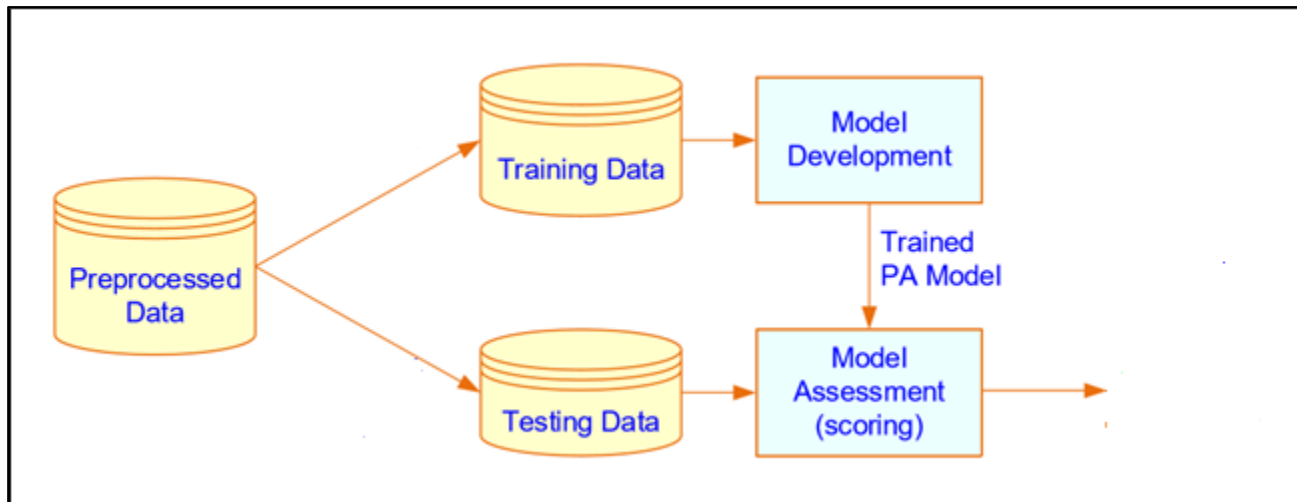 Preprocessed
Data
Training Data
Model
Development
Trained
PA Model
Testing Data
Model
Assessment
(scoring)